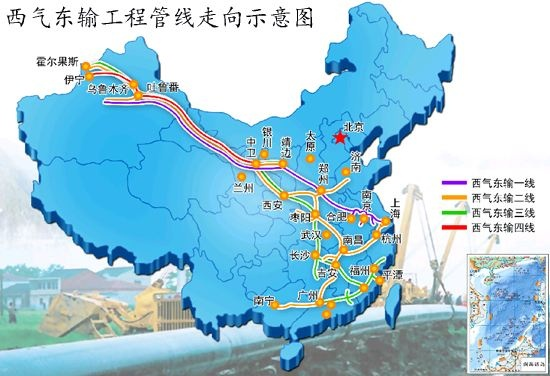 西气东输工程管线走向示意图
霍尔果斯
伊宁
乌鲁木齐
吐鲁番
北京
银川
太原
中卫
靖边
济南
兰州
郑州
西安
南京
上海
枣阳
合肥
武汉
杭州
南昌
长沙
吉安
福州
平潭
南宁
广州
西气东输一线
西气东输二线
西气东输三线
西气东输四线
南海诸岛